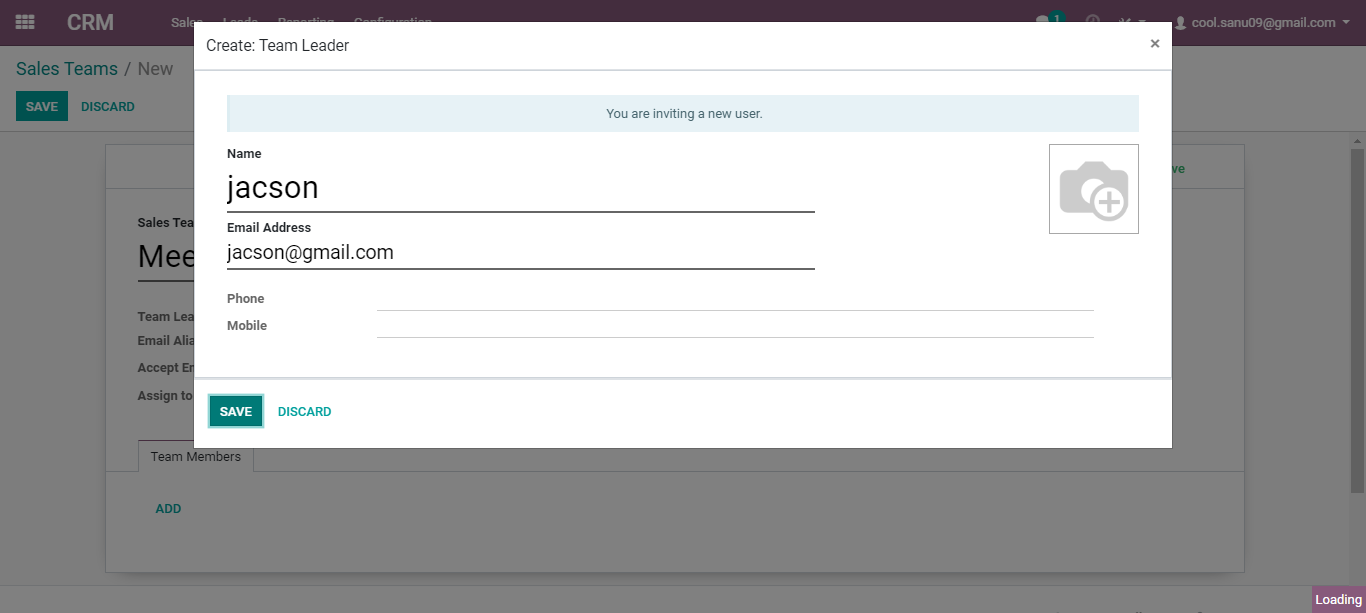 CRM
Sales Leads Reporting Configuration
1
cool.sanu09@gmail.com
Sales Teams / New
SAVE DISCARD
Create: Team Leader
×
You are inviting a new user.
Name
jacson
Email Address
jacson@gmail.com
Phone
Mobile
SAVE DISCARD
Sales Tea
Mee
Team Lea
Email Alia
Accept Em
Assign to
Team Members
ADD
Loading